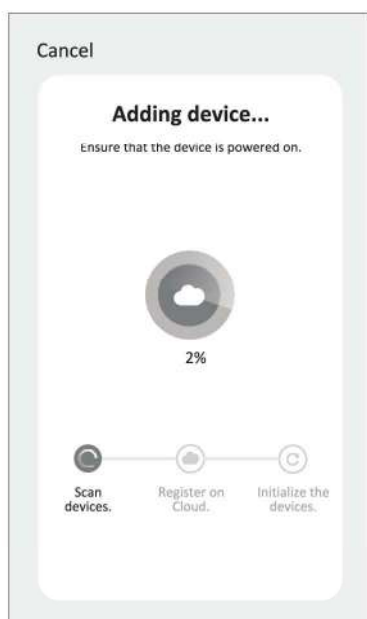 Cancel
Adding device...
Ensure that the device is powered on.
2%
Scan
devices.
Register on
Cloud.
Initialize the
devices.